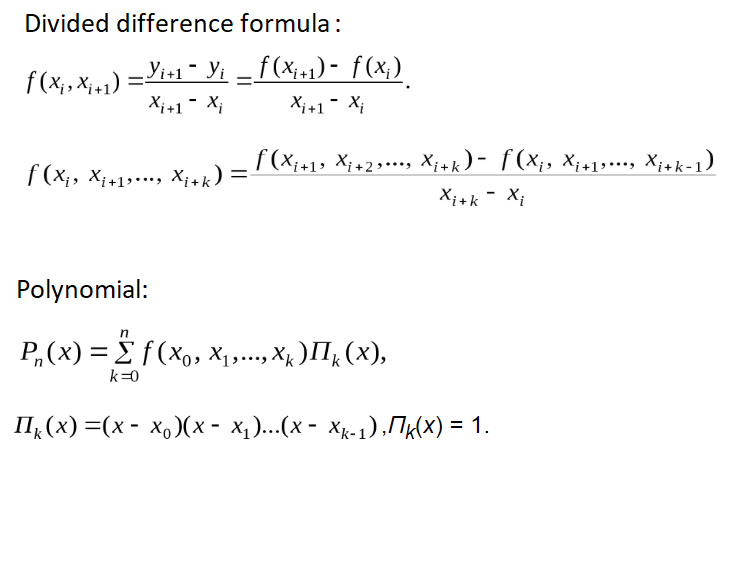 Divided difference formula:
f(xᵢ, xᵢ₊₁) = (yᵢ₊₁ - yᵢ)/(xᵢ₊₁ - xᵢ) = (f(xᵢ₊₁) - f(xᵢ))/(xᵢ₊₁ - xᵢ).
f(xᵢ, xᵢ₊₁,..., xᵢ₊ₖ) = (f(xᵢ₊₁, xᵢ₊₂,..., xᵢ₊ₖ) - f(xᵢ, xᵢ₊₁,..., xᵢ₊ₖ₋₁))/(xᵢ₊ₖ - xᵢ)
Polynomial:
Pₙ(x) = Σₖ₌₀ⁿ f(x₀, x₁,..., xₖ)Πₖ(x),
Πₖ(x) =(x - x₀)(x - x₁)...(x - xₖ₋₁),Πₖ(x) = 1.